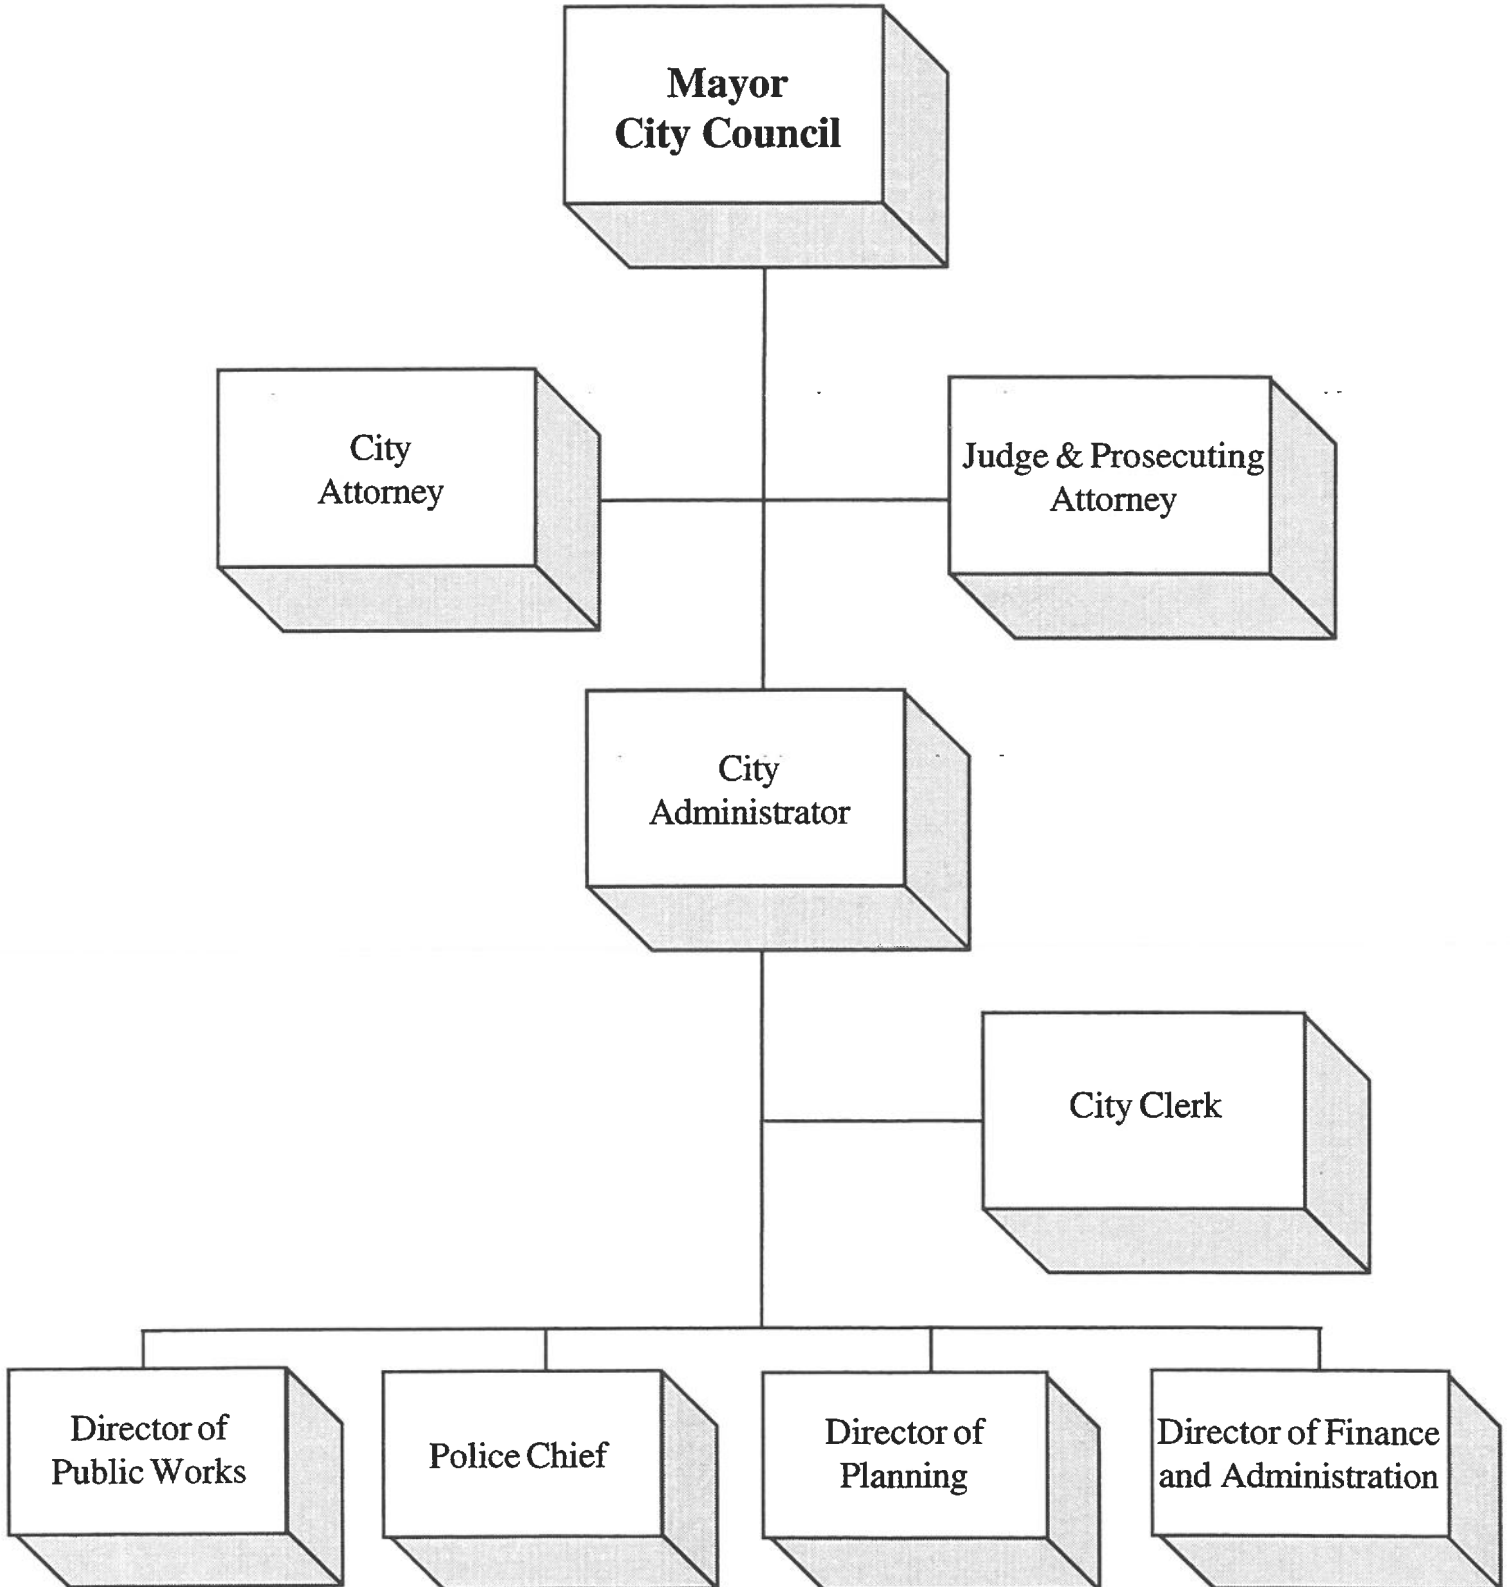 Mayor
City Council
City
Attorney
Judge & Prosecuting
Attorney
City
Administrator
City Clerk
Director of
Public Works
Police Chief
Director of
Planning
Director of Finance
and Administration